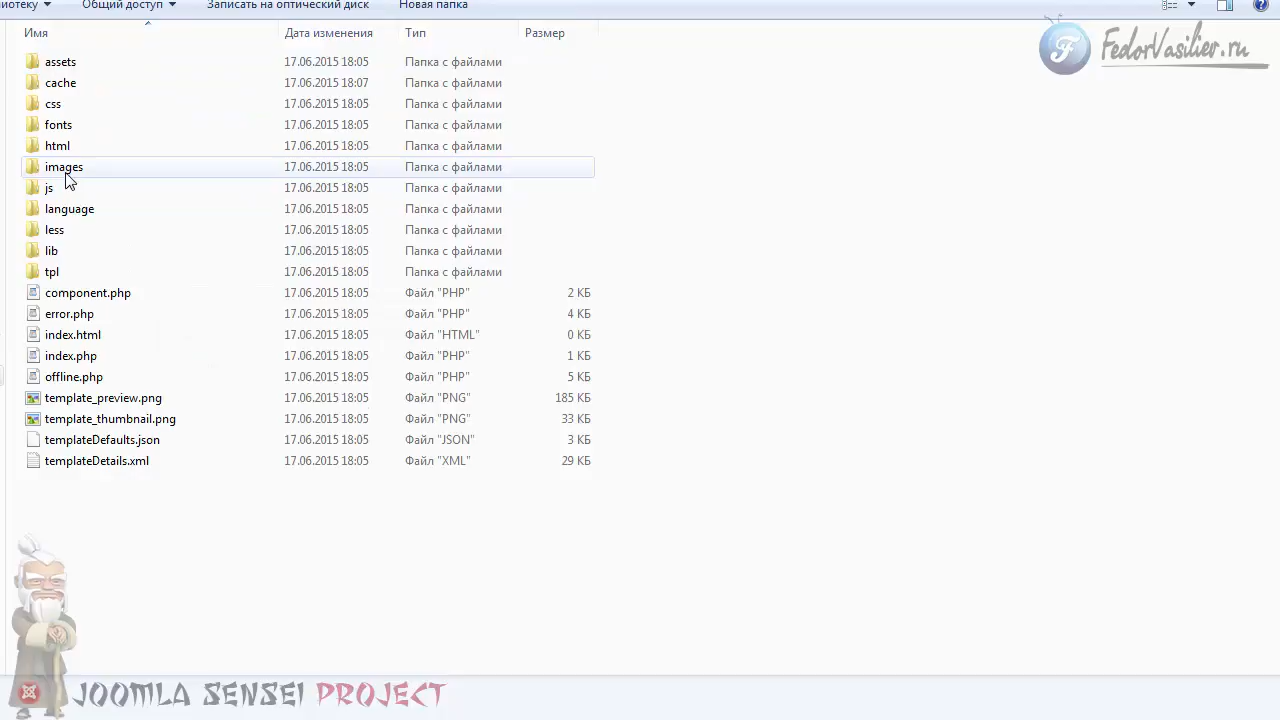 иотеку Общий доступ Записать на оптический диск Новая папка
Имя Дата изменения Тип Размер
FedorVasiliev.ru
assets 17.06.2015 18:05 Папка с файлами
cache 17.06.2015 18:07 Папка с файлами
css 17.06.2015 18:05 Папка с файлами
fonts 17.06.2015 18:05 Папка с файлами
html 17.06.2015 18:05 Папка с файлами
images 17.06.2015 18:05 Папка с файлами
js 17.06.2015 18:05 Папка с файлами
language 17.06.2015 18:05 Папка с файлами
less 17.06.2015 18:05 Папка с файлами
lib 17.06.2015 18:05 Папка с файлами
tpl 17.06.2015 18:05 Папка с файлами
component.php 17.06.2015 18:05 Файл "PHP" 2 КБ
error.php 17.06.2015 18:05 Файл "PHP" 4 КБ
index.html 17.06.2015 18:05 Файл "HTML" 0 КБ
index.php 17.06.2015 18:05 Файл "PHP" 1 КБ
offline.php 17.06.2015 18:05 Файл "PHP" 5 КБ
template_preview.png 17.06.2015 18:05 Файл "PNG" 185 КБ
template_thumbnail.png 17.06.2015 18:05 Файл "PNG" 33 КБ
templateDefaults.json 17.06.2015 18:05 Файл "JSON" 3 КБ
templateDetails.xml 17.06.2015 18:05 Файл "XML" 29 КБ
JOOMLA SENSEI PROJECT